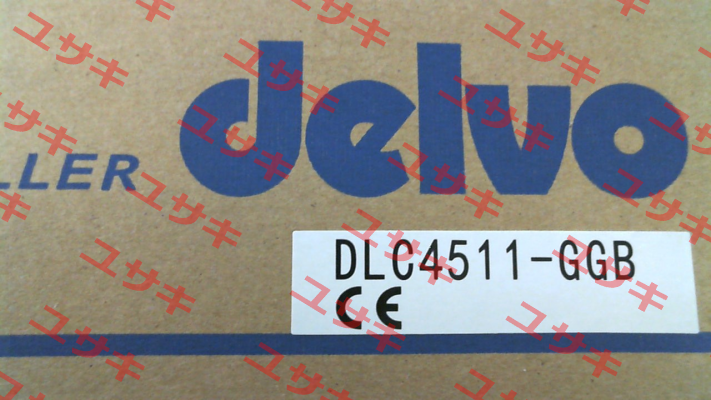 delvo
LLER
DLC4511-GGB
CE
ユサキ